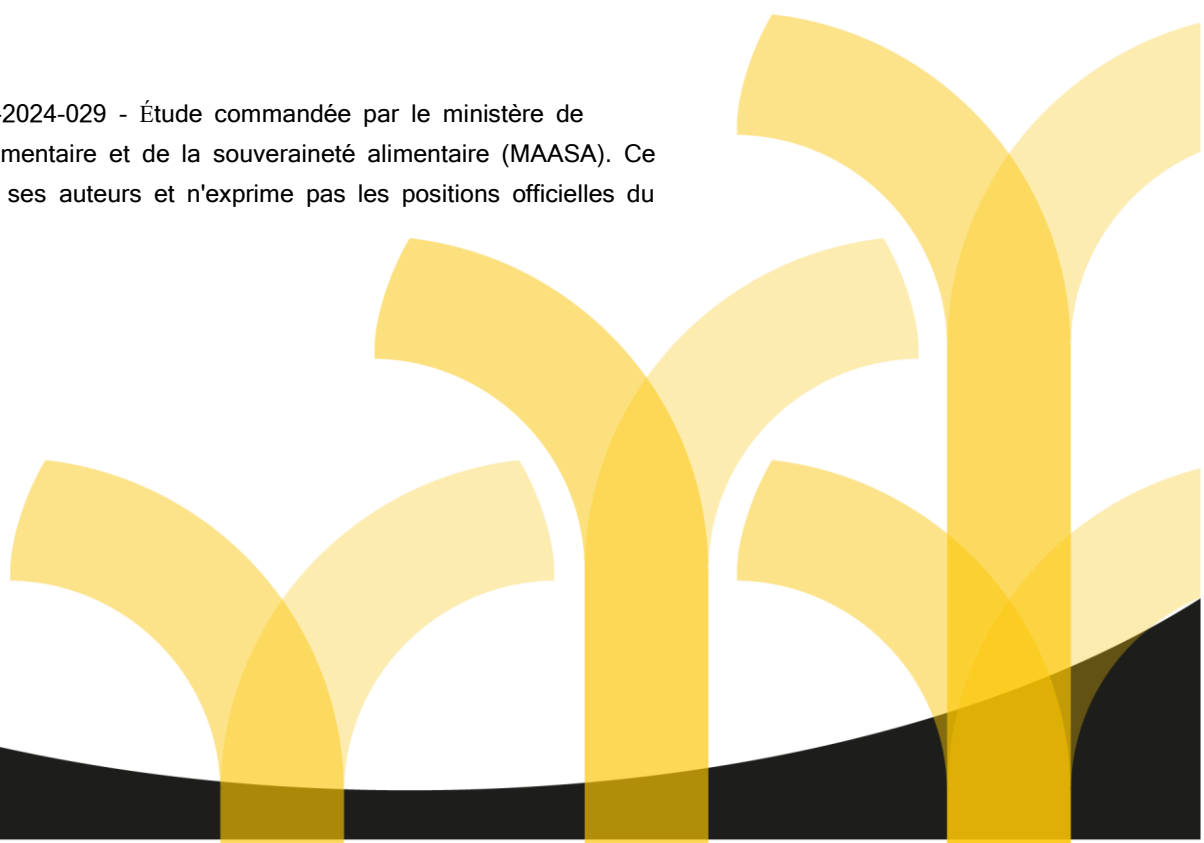 -2024-029 - Étude commandée par le ministère de
mentaire et de la souveraineté alimentaire (MAASA). Ce
ses auteurs et n'exprime pas les positions officielles du